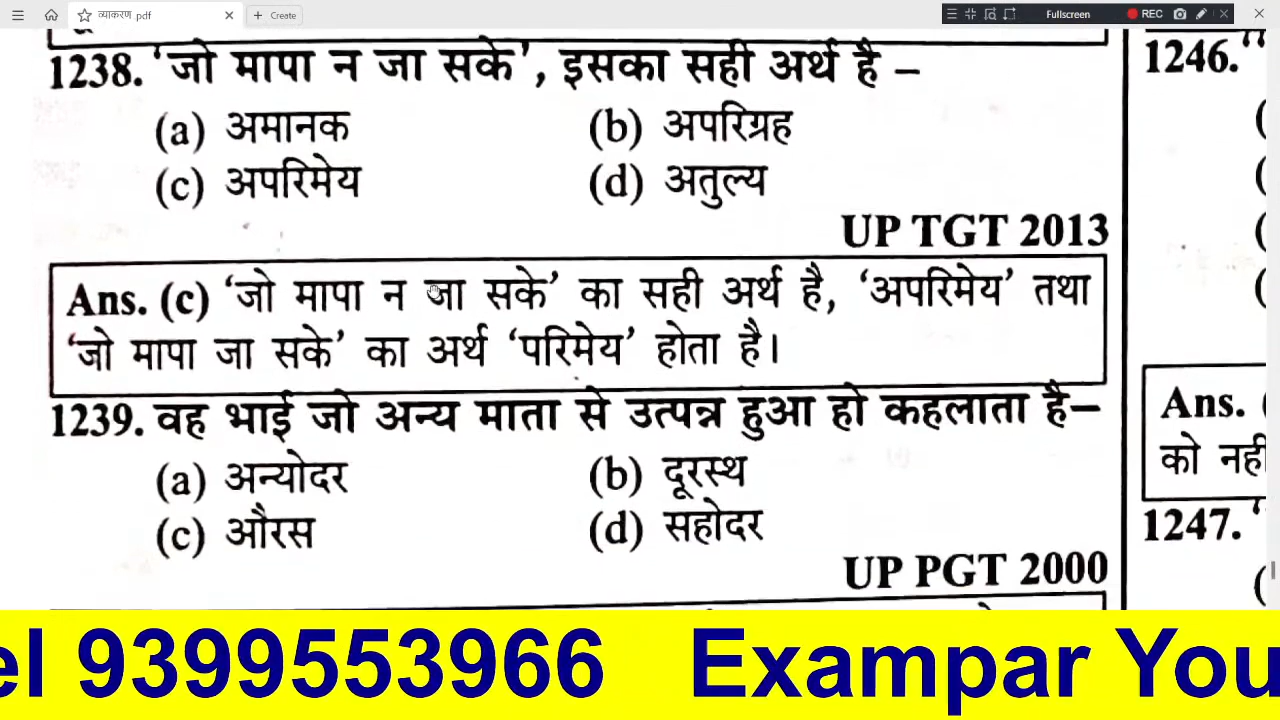 व्याकरण pdf
Create
Fullscreen
REC
1238. 'जो मापा न जा सके', इसका सही अर्थ है –
(a) अमानक (b) अपरिग्रह
(c) अपरिमेय (d) अतुल्य
UP TGT 2013
Ans. (c) 'जो मापा न जा सके' का सही अर्थ है, 'अपरिमेय' तथा
'जो मापा जा सके' का अर्थ 'परिमेय' होता है।
1239. वह भाई जो अन्य माता से उत्पन्न हुआ हो कहलाता है–
(a) अन्योदर (b) दूरस्थ
(c) औरस (d) सहोदर
UP PGT 2000
1246. "
(
(
(
(
Ans. (
को नही
1247. '
(
el 9399553966 Exampar You